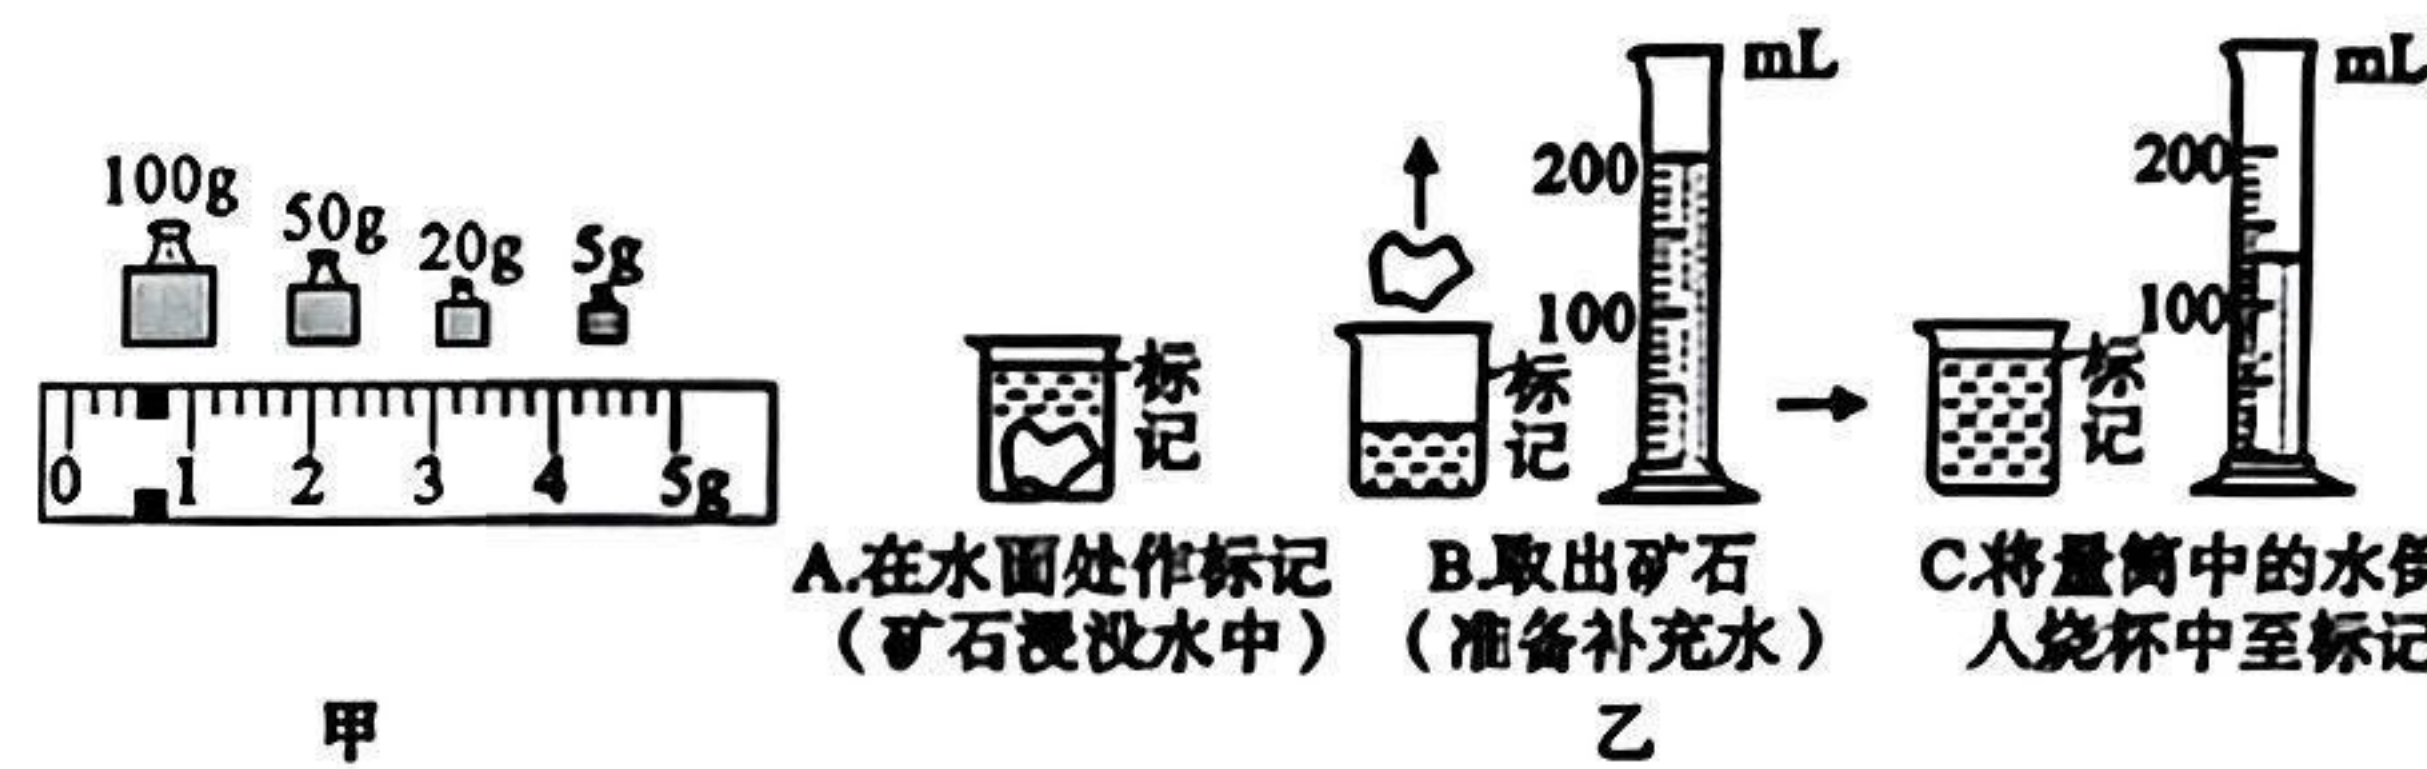 100g
50g
20g
5g
0 1 2 3 4 5g
甲
标
记
A.在水面处作标记
(矿石浸没水中)
200
100
mL
标
记
B.取出矿石
(准备补充水)
乙
200
100
mL
标
记
C.将量筒中的水
人烧杯中至标记